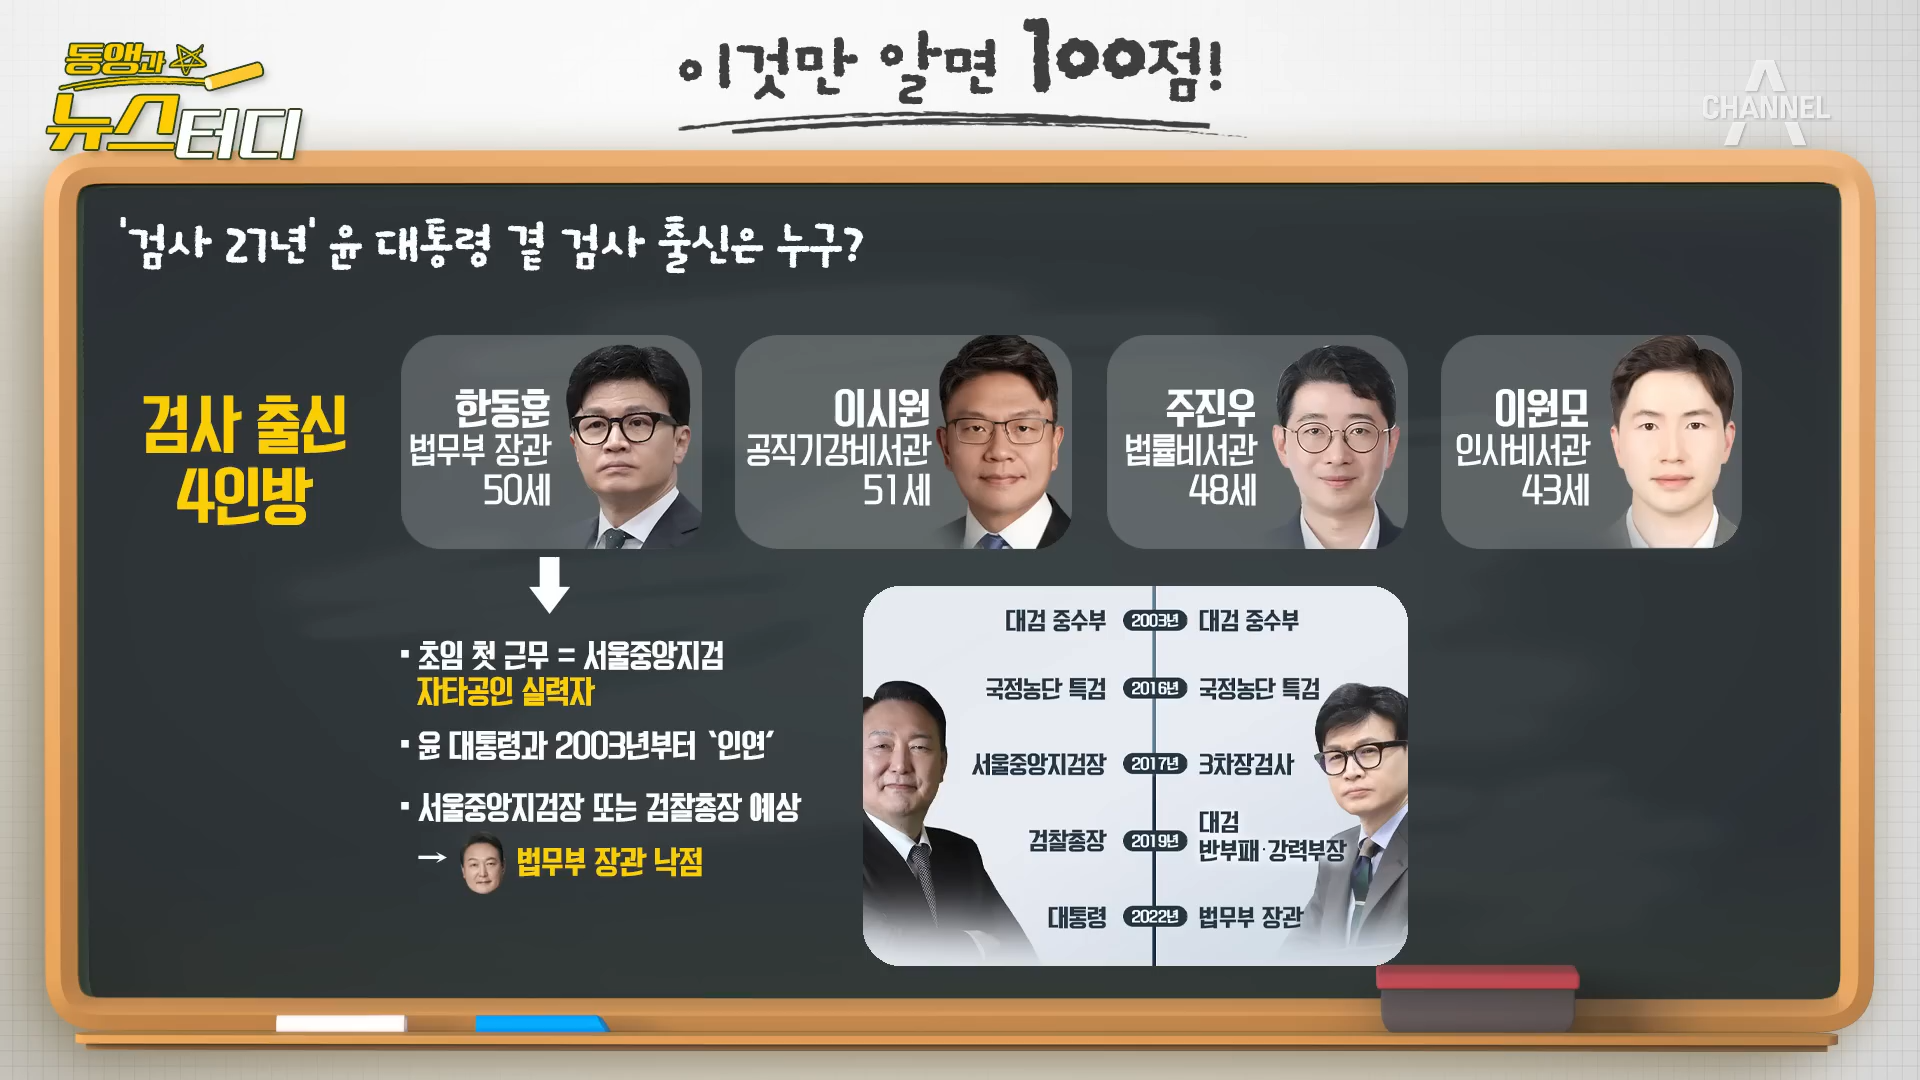 동앵과
뉴스터디
이것만 알면 100점!
CHANNEL A
'검사 27년' 윤 대통령 곁 검사 출신은 누구?
검사 출신
4인방
한동훈
법무부 장관
50세
이시원
공직기강비서관
51세
주진우
법률비서관
48세
이원모
인사비서관
43세
▪ 초임 첫 근무 = 서울중앙지검
자타공인 실력자
▪ 윤 대통령과 2003년부터 '인연'
▪ 서울중앙지검장 또는 검찰총장 예상
→ 법무부 장관 낙점
대검 중수부 2003년 대검 중수부
국정농단 특검 2016년 국정농단 특검
서울중앙지검장 2017년 3차장검사
검찰총장 2019년 대검
반부패·강력부장
대통령 2022년 법무부 장관